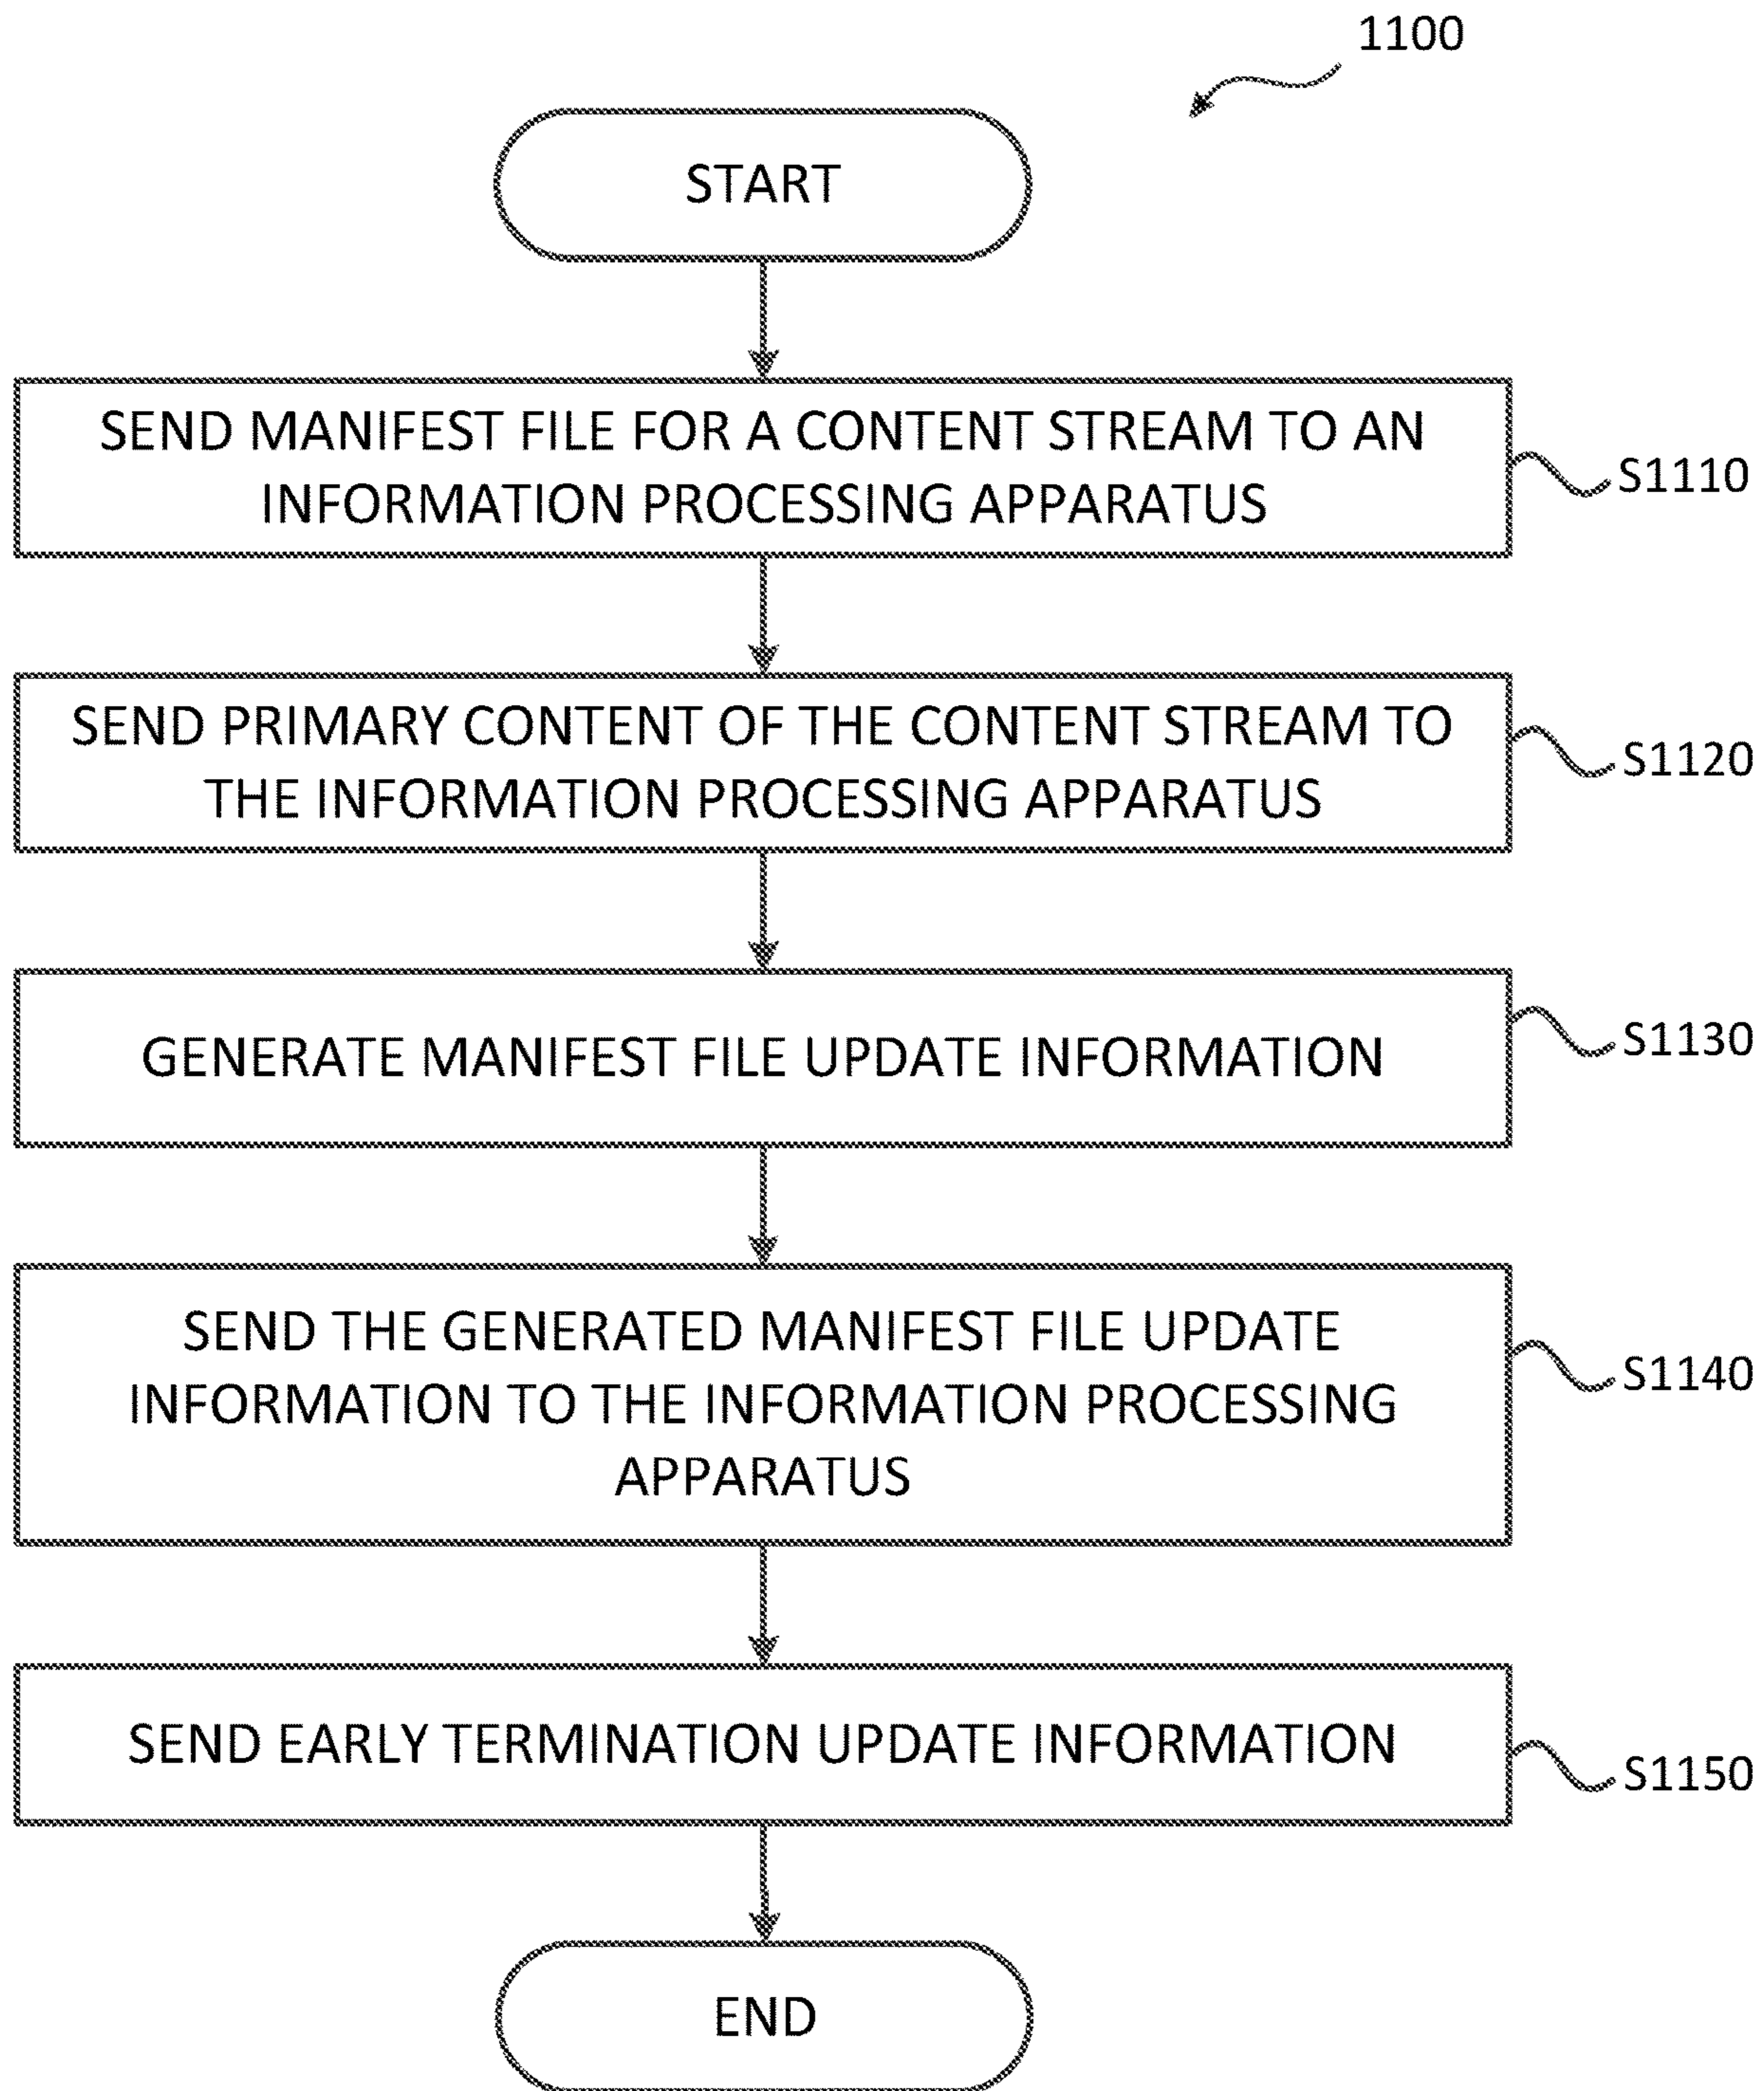 1100
START
SEND MANIFEST FILE FOR A CONTENT STREAM TO AN
INFORMATION PROCESSING APPARATUS
S1110
SEND PRIMARY CONTENT OF THE CONTENT STREAM TO
THE INFORMATION PROCESSING APPARATUS
S1120
GENERATE MANIFEST FILE UPDATE INFORMATION
S1130
SEND THE GENERATED MANIFEST FILE UPDATE
INFORMATION TO THE INFORMATION PROCESSING
APPARATUS
S1140
SEND EARLY TERMINATION UPDATE INFORMATION
S1150
END